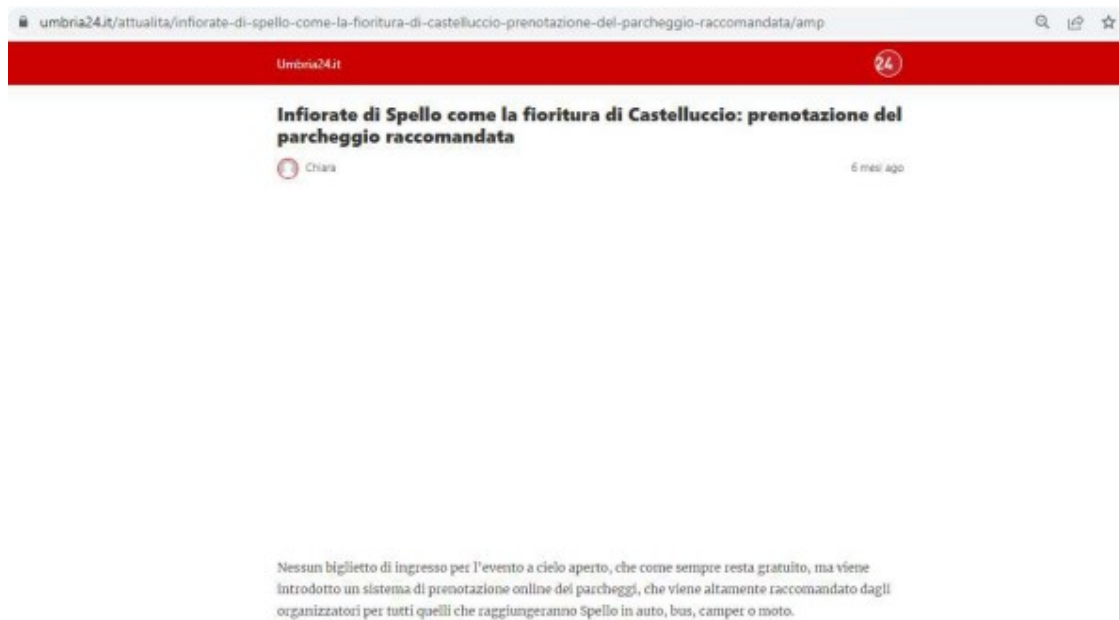 umbria24.it/attualita/infiorate-di-spello-come-la-fioritura-di-castelluccio-prenotazione-del-parcheggio-raccomandata/amp
Umbria24.it
24
Infiorate di Spello come la fioritura di Castelluccio: prenotazione del
parcheggio raccomandata
Chiara
6 mesi ago
Nessun biglietto di ingresso per l'evento a cielo aperto, che come sempre resta gratuito, ma viene
introdotto un sistema di prenotazione online dei parcheggi, che viene altamente raccomandato dagli
organizzatori per tutti quelli che raggiungeranno Spello in auto, bus, camper o moto.